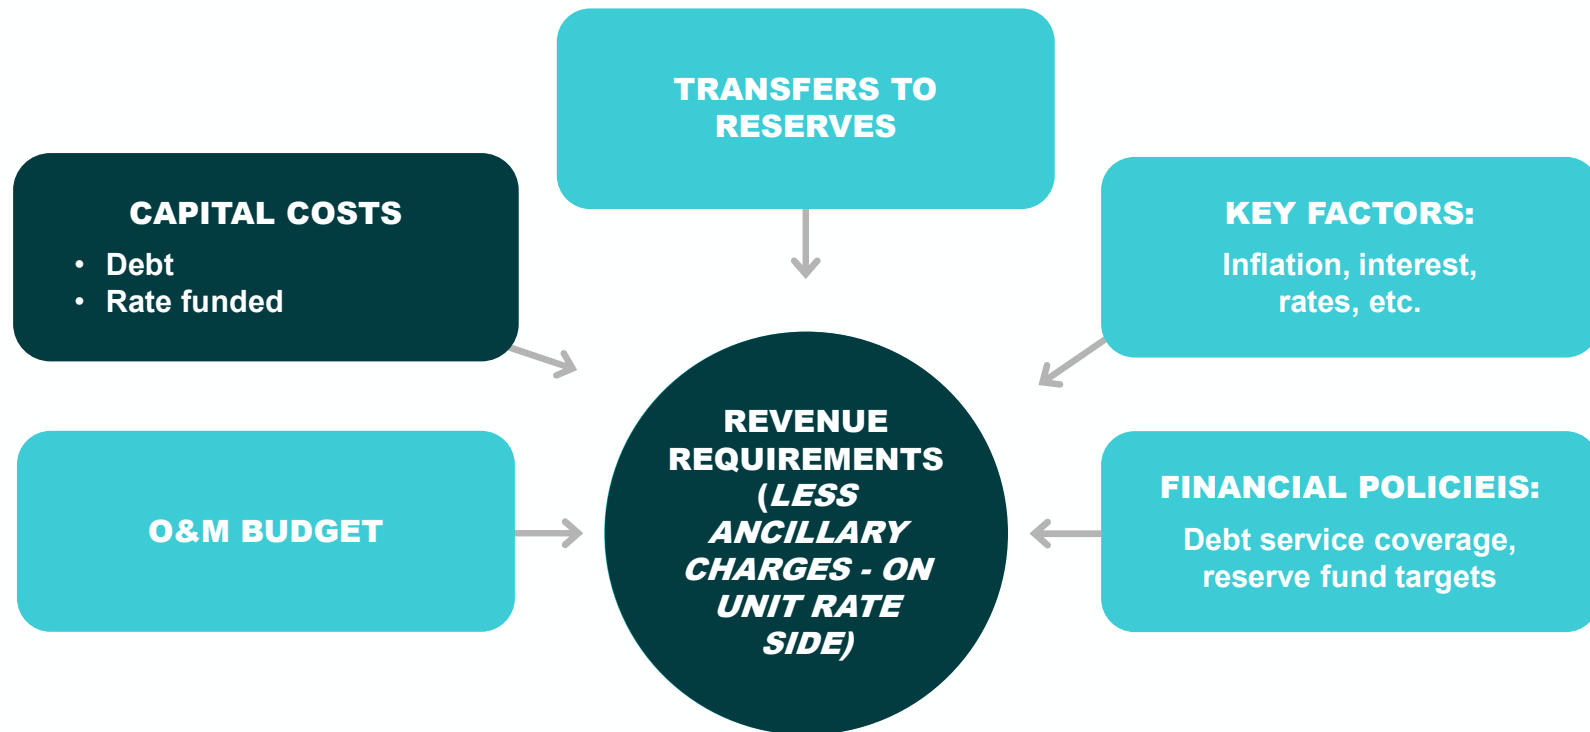 TRANSFERS TO
RESERVES
CAPITAL COSTS
• Debt
• Rate funded
KEY FACTORS:
Inflation, interest,
rates, etc.
O&M BUDGET
REVENUE
REQUIREMENTS
(LESS
ANCILLARY
CHARGES - ON
UNIT RATE
SIDE)
FINANCIAL POLICIEIS:
Debt service coverage,
reserve fund targets